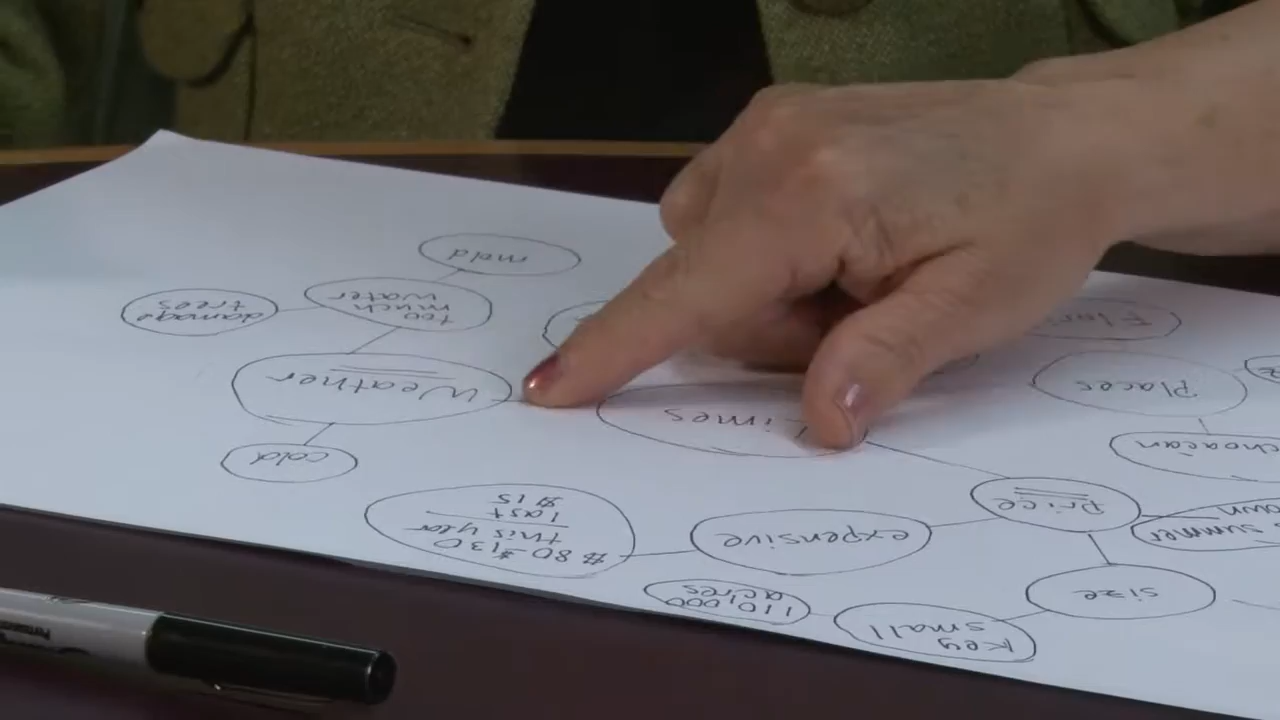 Key
small
110,000
acres
size
$80-$130
this year
last
$15
expensive
price
summer
cold
Limes
Places
Weather
too
much
water
damage
trees
mold